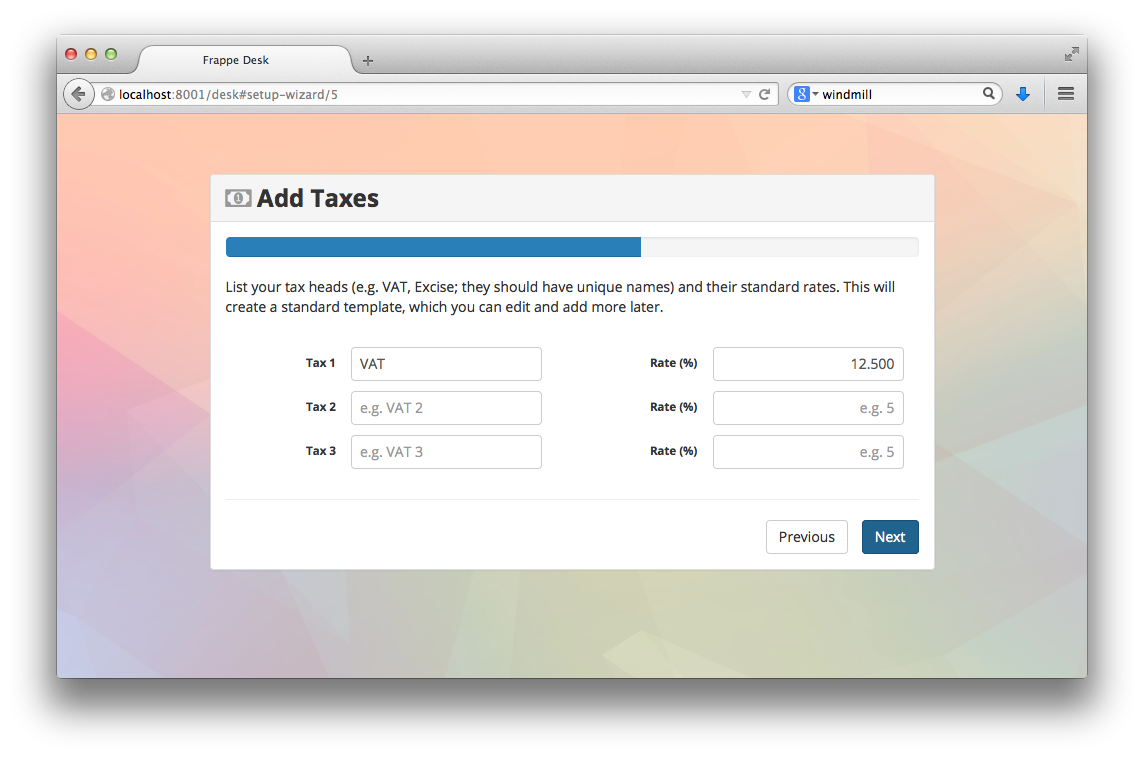 Frappe Desk
localhost:8001/desk#setup-wizard/5
8 windmill
1 Add Taxes
List your tax heads (e.g. VAT, Excise; they should have unique names) and their standard rates. This will
create a standard template, which you can edit and add more later.
Tax 1 VAT Rate (%) 12.500
Tax 2 e.g. VAT 2 Rate (%) e.g. 5
Tax 3 e.g. VAT 3 Rate (%) e.g. 5
Previous Next